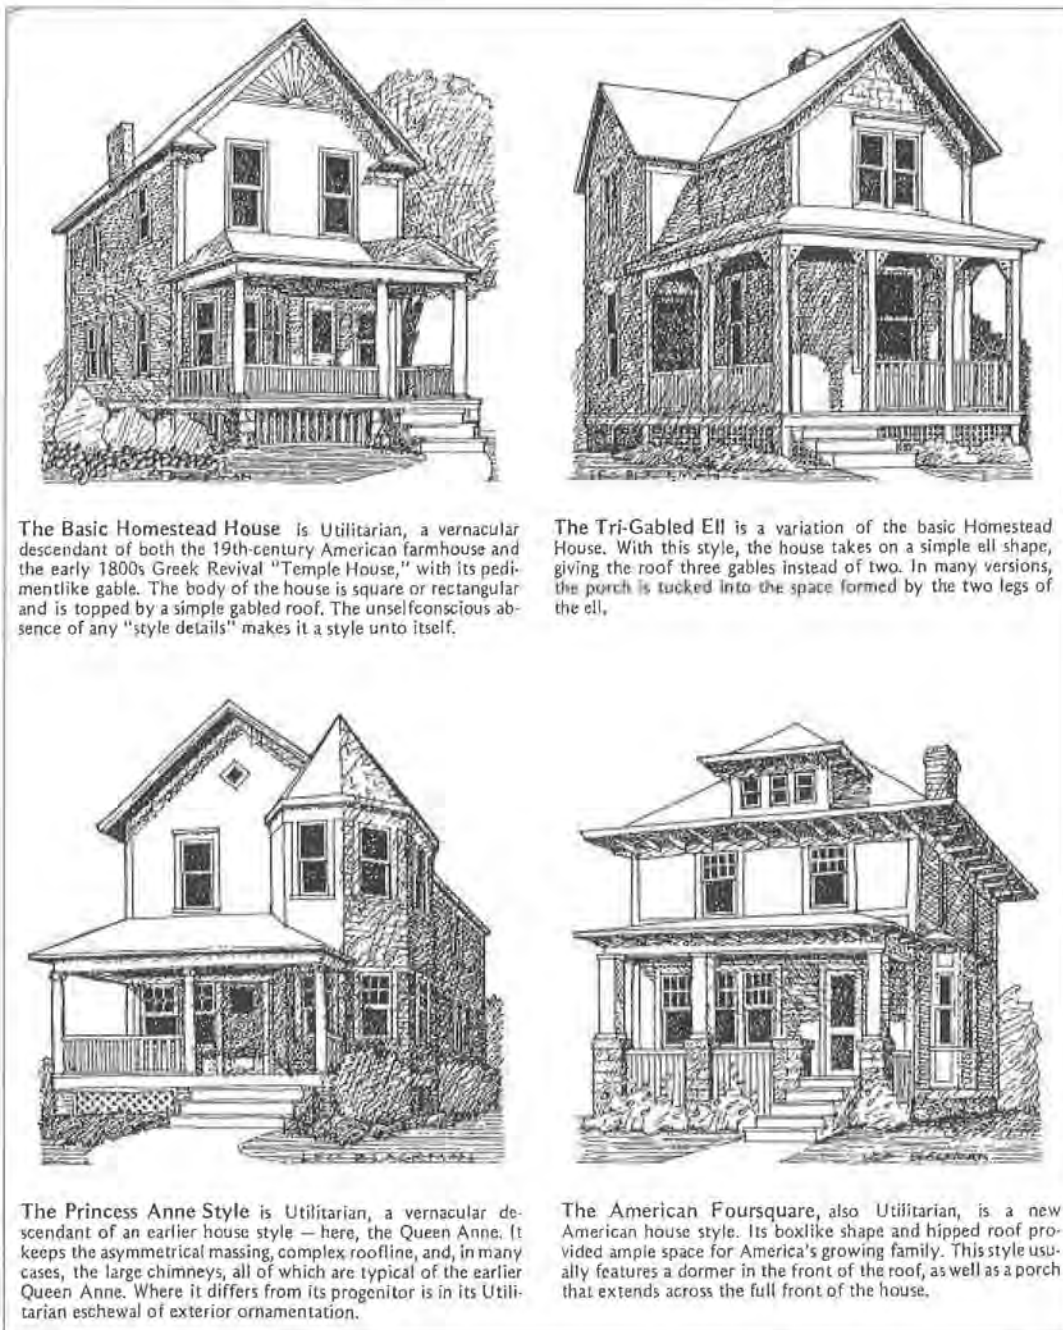 The Basic Homestead House is Utilitarian, a vernacular
descendant of both the 19th-century American farmhouse and
the early 1800s Greek Revival "Temple House," with its pedi-
mentlike gable. The body of the house is square or rectangular
and is topped by a simple gabled roof. The unselfconscious ab-
sence of any "style details" makes it a style unto itself.
The Tri-Gabled Ell is a variation of the basic Homestead
House. With this style, the house takes on a simple ell shape,
giving the roof three gables instead of two. In many versions,
the porch is tucked into the space formed by the two legs of
the ell.
LEO BLACKMAN
LEO BLACKMAN
The Princess Anne Style is Utilitarian, a vernacular de-
scendant of an earlier house style — here, the Queen Anne. It
keeps the asymmetrical massing, complex roofline, and, in many
cases, the large chimneys, all of which are typical of the earlier
Queen Anne. Where it differs from its progenitor is in its Utili-
tarian eschewal of exterior ornamentation.
The American Foursquare, also Utilitarian, is a new
American house style. Its boxlike shape and hipped roof pro-
vided ample space for America's growing family. This style usu-
ally features a dormer in the front of the roof, as well as a porch
that extends across the full front of the house.